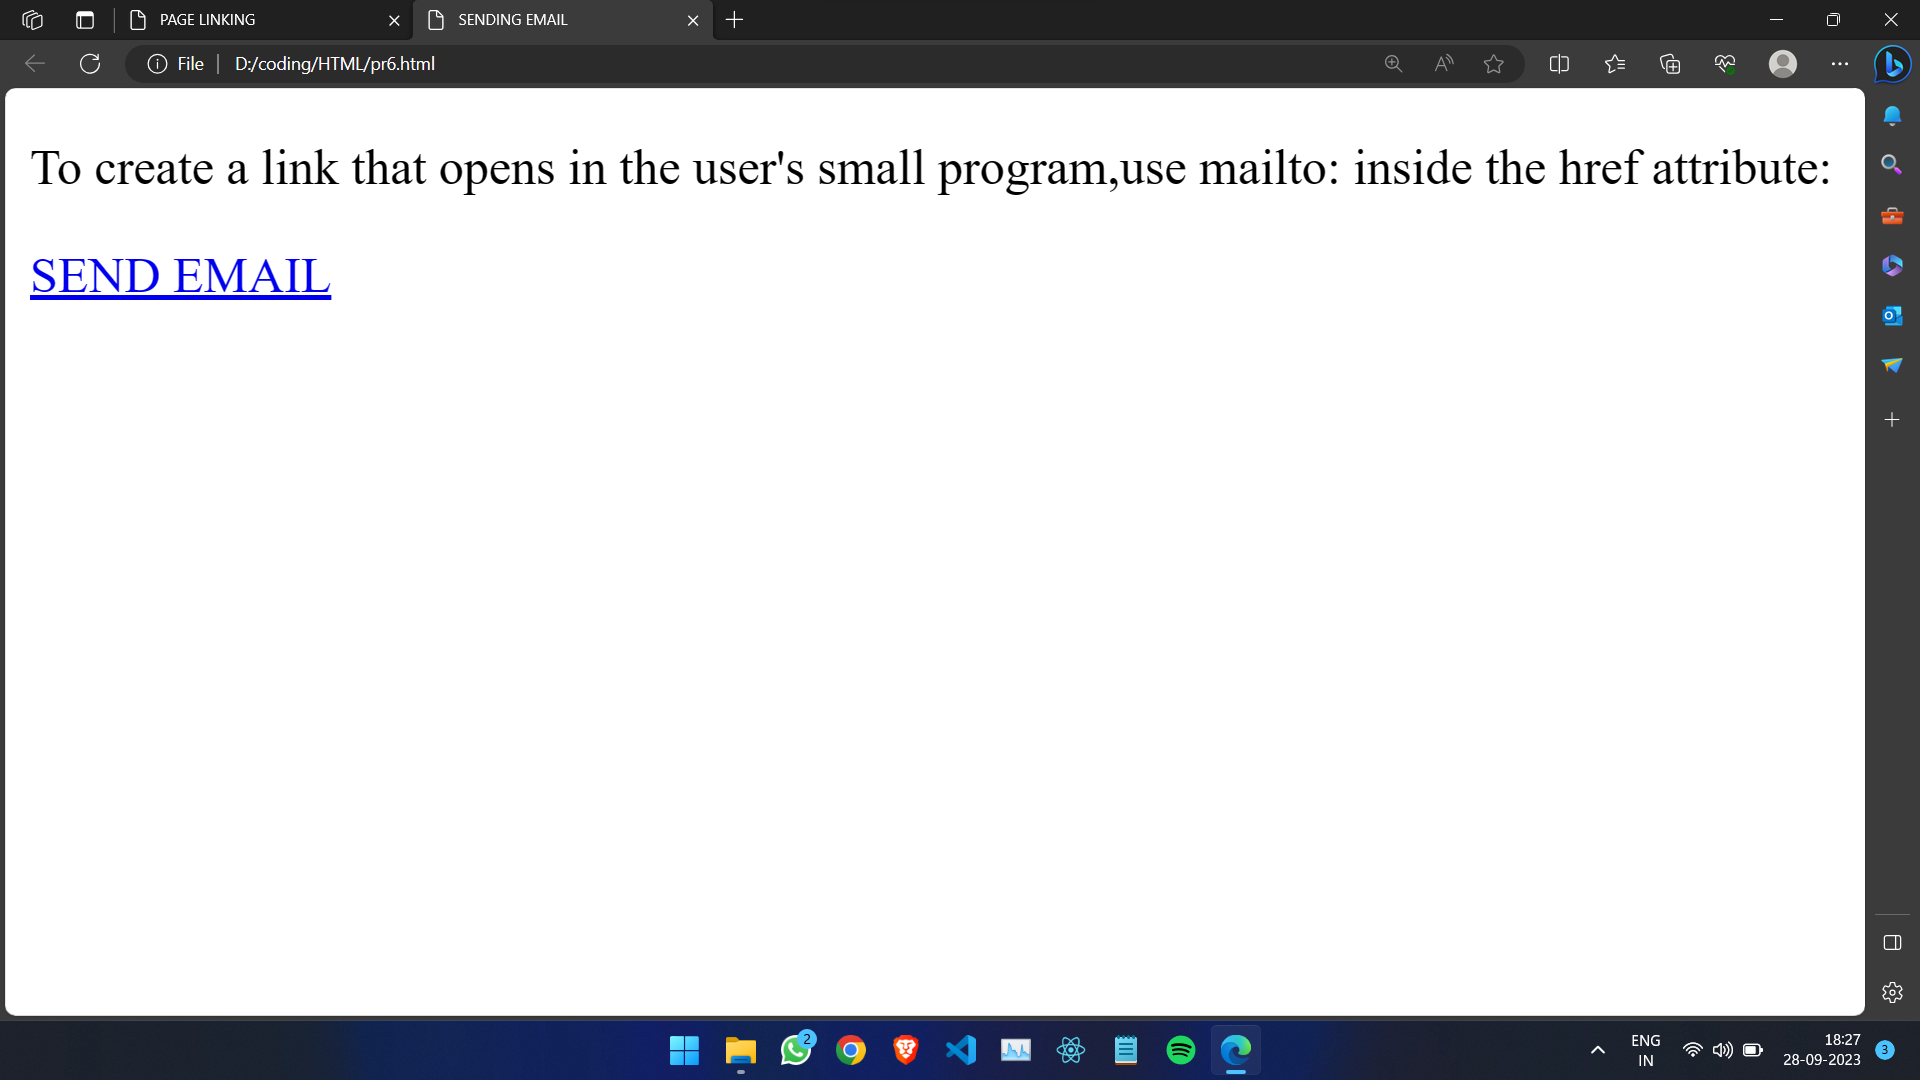 PAGE LINKING
SENDING EMAIL
File
D:/coding/HTML/pr6.html
To create a link that opens in the user's small program,use mailto: inside the href attribute:
SEND EMAIL
2
ENG
IN
18:27
28-09-2023
3